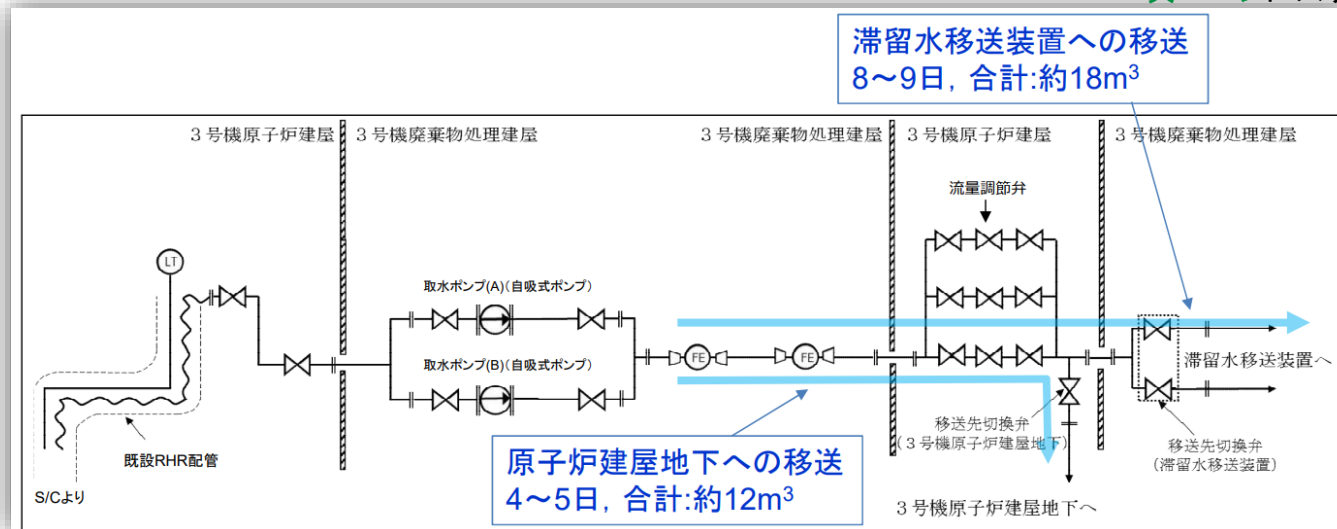 滞留水移送装置への移送
8～9日，合計:約18m³
3号機原子炉建屋
3号機廃棄物処理建屋
3号機廃棄物処理建屋
3号機原子炉建屋
3号機廃棄物処理建屋
流量調節弁
LT
取水ポンプ(A)(自吸式ポンプ)
取水ポンプ(B)(自吸式ポンプ)
FE
FE
滞留水移送装置へ
移送先切換弁
(3号機原子炉建屋地下)
移送先切換弁
(滞留水移送装置)
既設RHR配管
S/Cより
原子炉建屋地下への移送
4～5日，合計:約12m³
3号機原子炉建屋地下へ